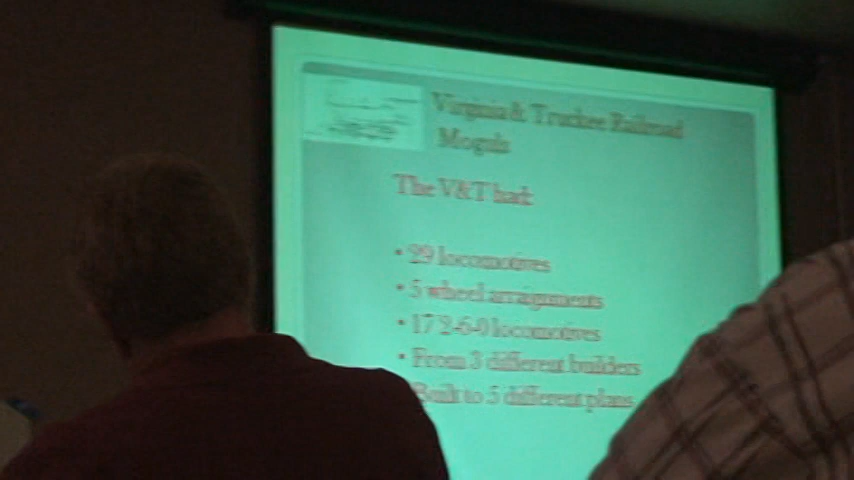 Virginia & Truckee Railroad
Moguls
The V&T had:
• 29 locomotives
• 5 wheel arraignments
• 17 2-6-0 locomotives
• From 3 different builders
Built to 5 different plans